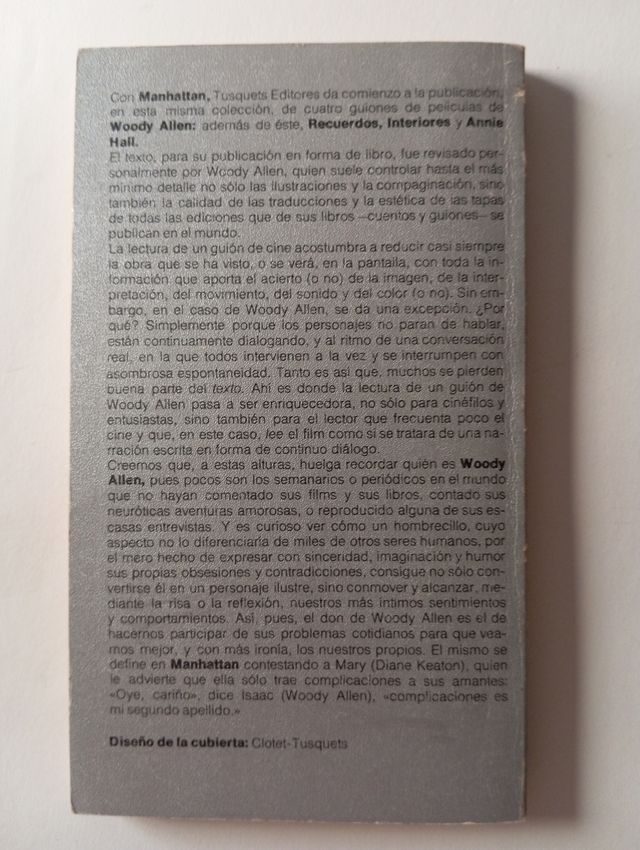 Con Manhattan, Tusquets Editores da comienzo a la publicación,
en esta misma colección, de cuatro guiones de películas de
Woody Allen: además de éste, Recuerdos, Interiores y Annie
Hall.
El texto, para su publicación en forma de libro, fue revisado per-
sonalmente por Woody Allen, quien suele controlar hasta el más
mínimo detalle no sólo las ilustraciones y la compaginación, sino
también la calidad de las traducciones y la estética de las tapas
de todas las ediciones que de sus libros —cuentos y guiones— se
publican en el mundo.
La lectura de un guión de cine acostumbra a reducir casi siempre
la obra que se ha visto, o se verá, en la pantalla, con toda la in-
formación que aporta el acierto (o no) de la imagen, de la inter-
pretación, del movimiento, del sonido y del color (o no). Sin em-
bargo, en el caso de Woody Allen, se da una excepción. ¿Por
qué? Simplemente porque los personajes no paran de hablar,
están continuamente dialogando, y al ritmo de una conversación
real, en la que todos intervienen a la vez y se interrumpen con
asombrosa espontaneidad. Tanto es así que, muchos se pierden
buena parte del texto. Ahí es donde la lectura de un guión de
Woody Allen pasa a ser enriquecedora, no sólo para cinéfilos y
entusiastas, sino también para el lector que frecuenta poco el
cine y que, en este caso, lee el film como si se tratara de una na-
rración escrita en forma de continuo diálogo.
Creemos que, a estas alturas, huelga recordar quién es Woody
Allen, pues pocos son los semanarios o periódicos en el mundo
que no hayan comentado sus films y sus libros, contado sus
neuróticas aventuras amorosas, o reproducido alguna de sus es-
casas entrevistas. Y es curioso ver cómo un hombrecillo, cuyo
aspecto no lo diferenciaría de miles de otros seres humanos, por
el mero hecho de expresar con sinceridad, imaginación y humor
sus propias obsesiones y contradicciones, consigue no sólo con-
vertirse él en un personaje ilustre, sino conmover y alcanzar, me-
diante la risa o la reflexión, nuestros más íntimos sentimientos
y comportamientos. Así, pues, el don de Woody Allen es el de
hacernos participar de sus problemas cotidianos para que vea-
mos mejor, y con más ironía, los nuestros propios. El mismo se
define en Manhattan contestando a Mary (Diane Keaton), quien
le advierte que ella sólo trae complicaciones a sus amantes:
«Oye, cariño», dice Isaac (Woody Allen), «complicaciones es
mi segundo apellido.»
Diseño de la cubierta: Clotet-Tusquets